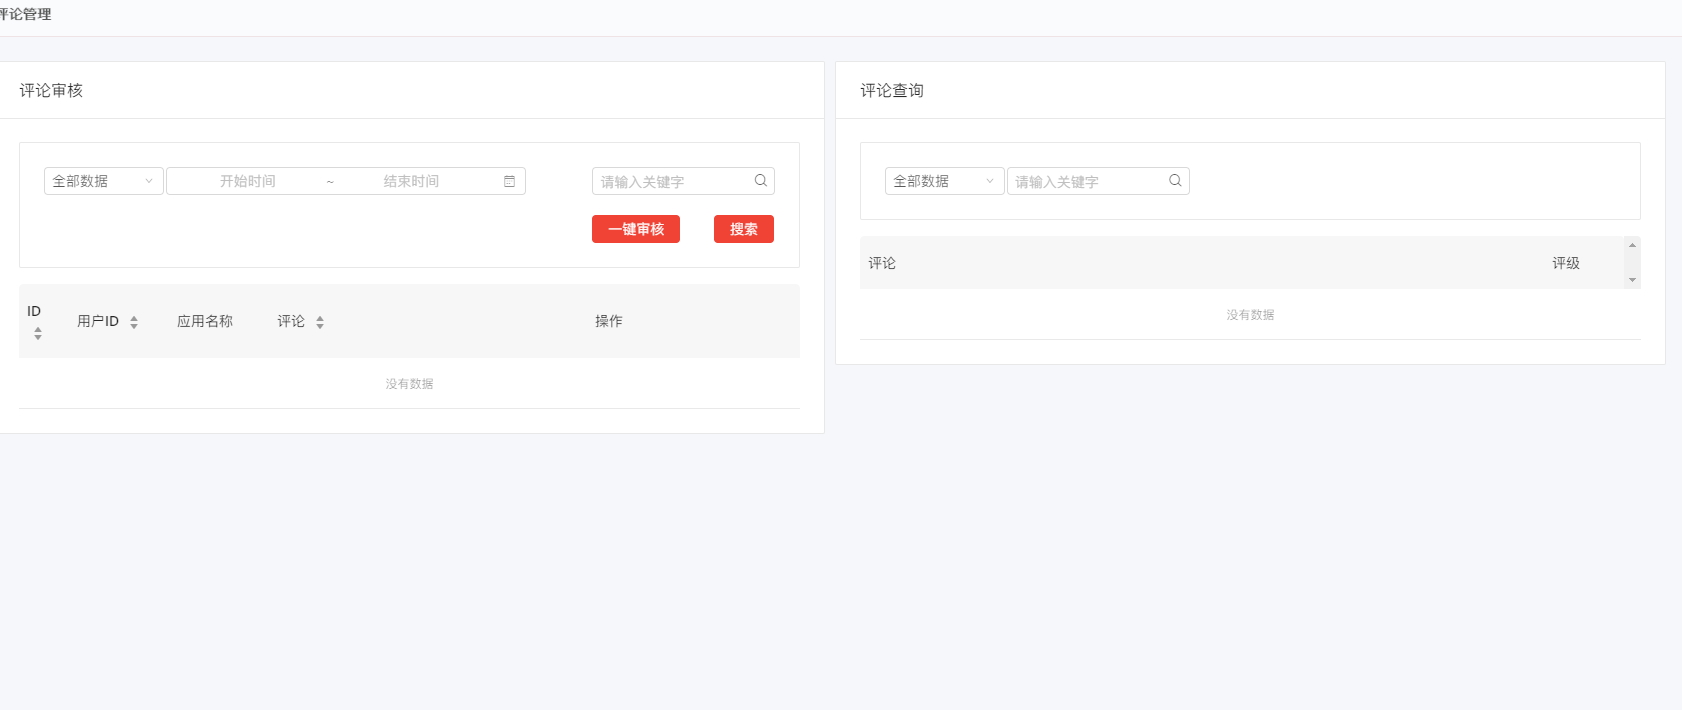 评论管理
评论审核
全部数据 开始时间 ~ 结束时间 请输入关键字
一键审核 搜索
ID 用户ID 应用名称 评论 操作
没有数据
评论查询
全部数据 请输入关键字
评论 评级
没有数据